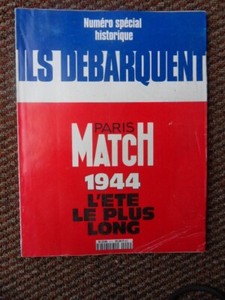 Numéro spécial
historique
ILS DEBARQUENT
PARIS
MATCH
1944
L'ETE
LE PLUS
LONG